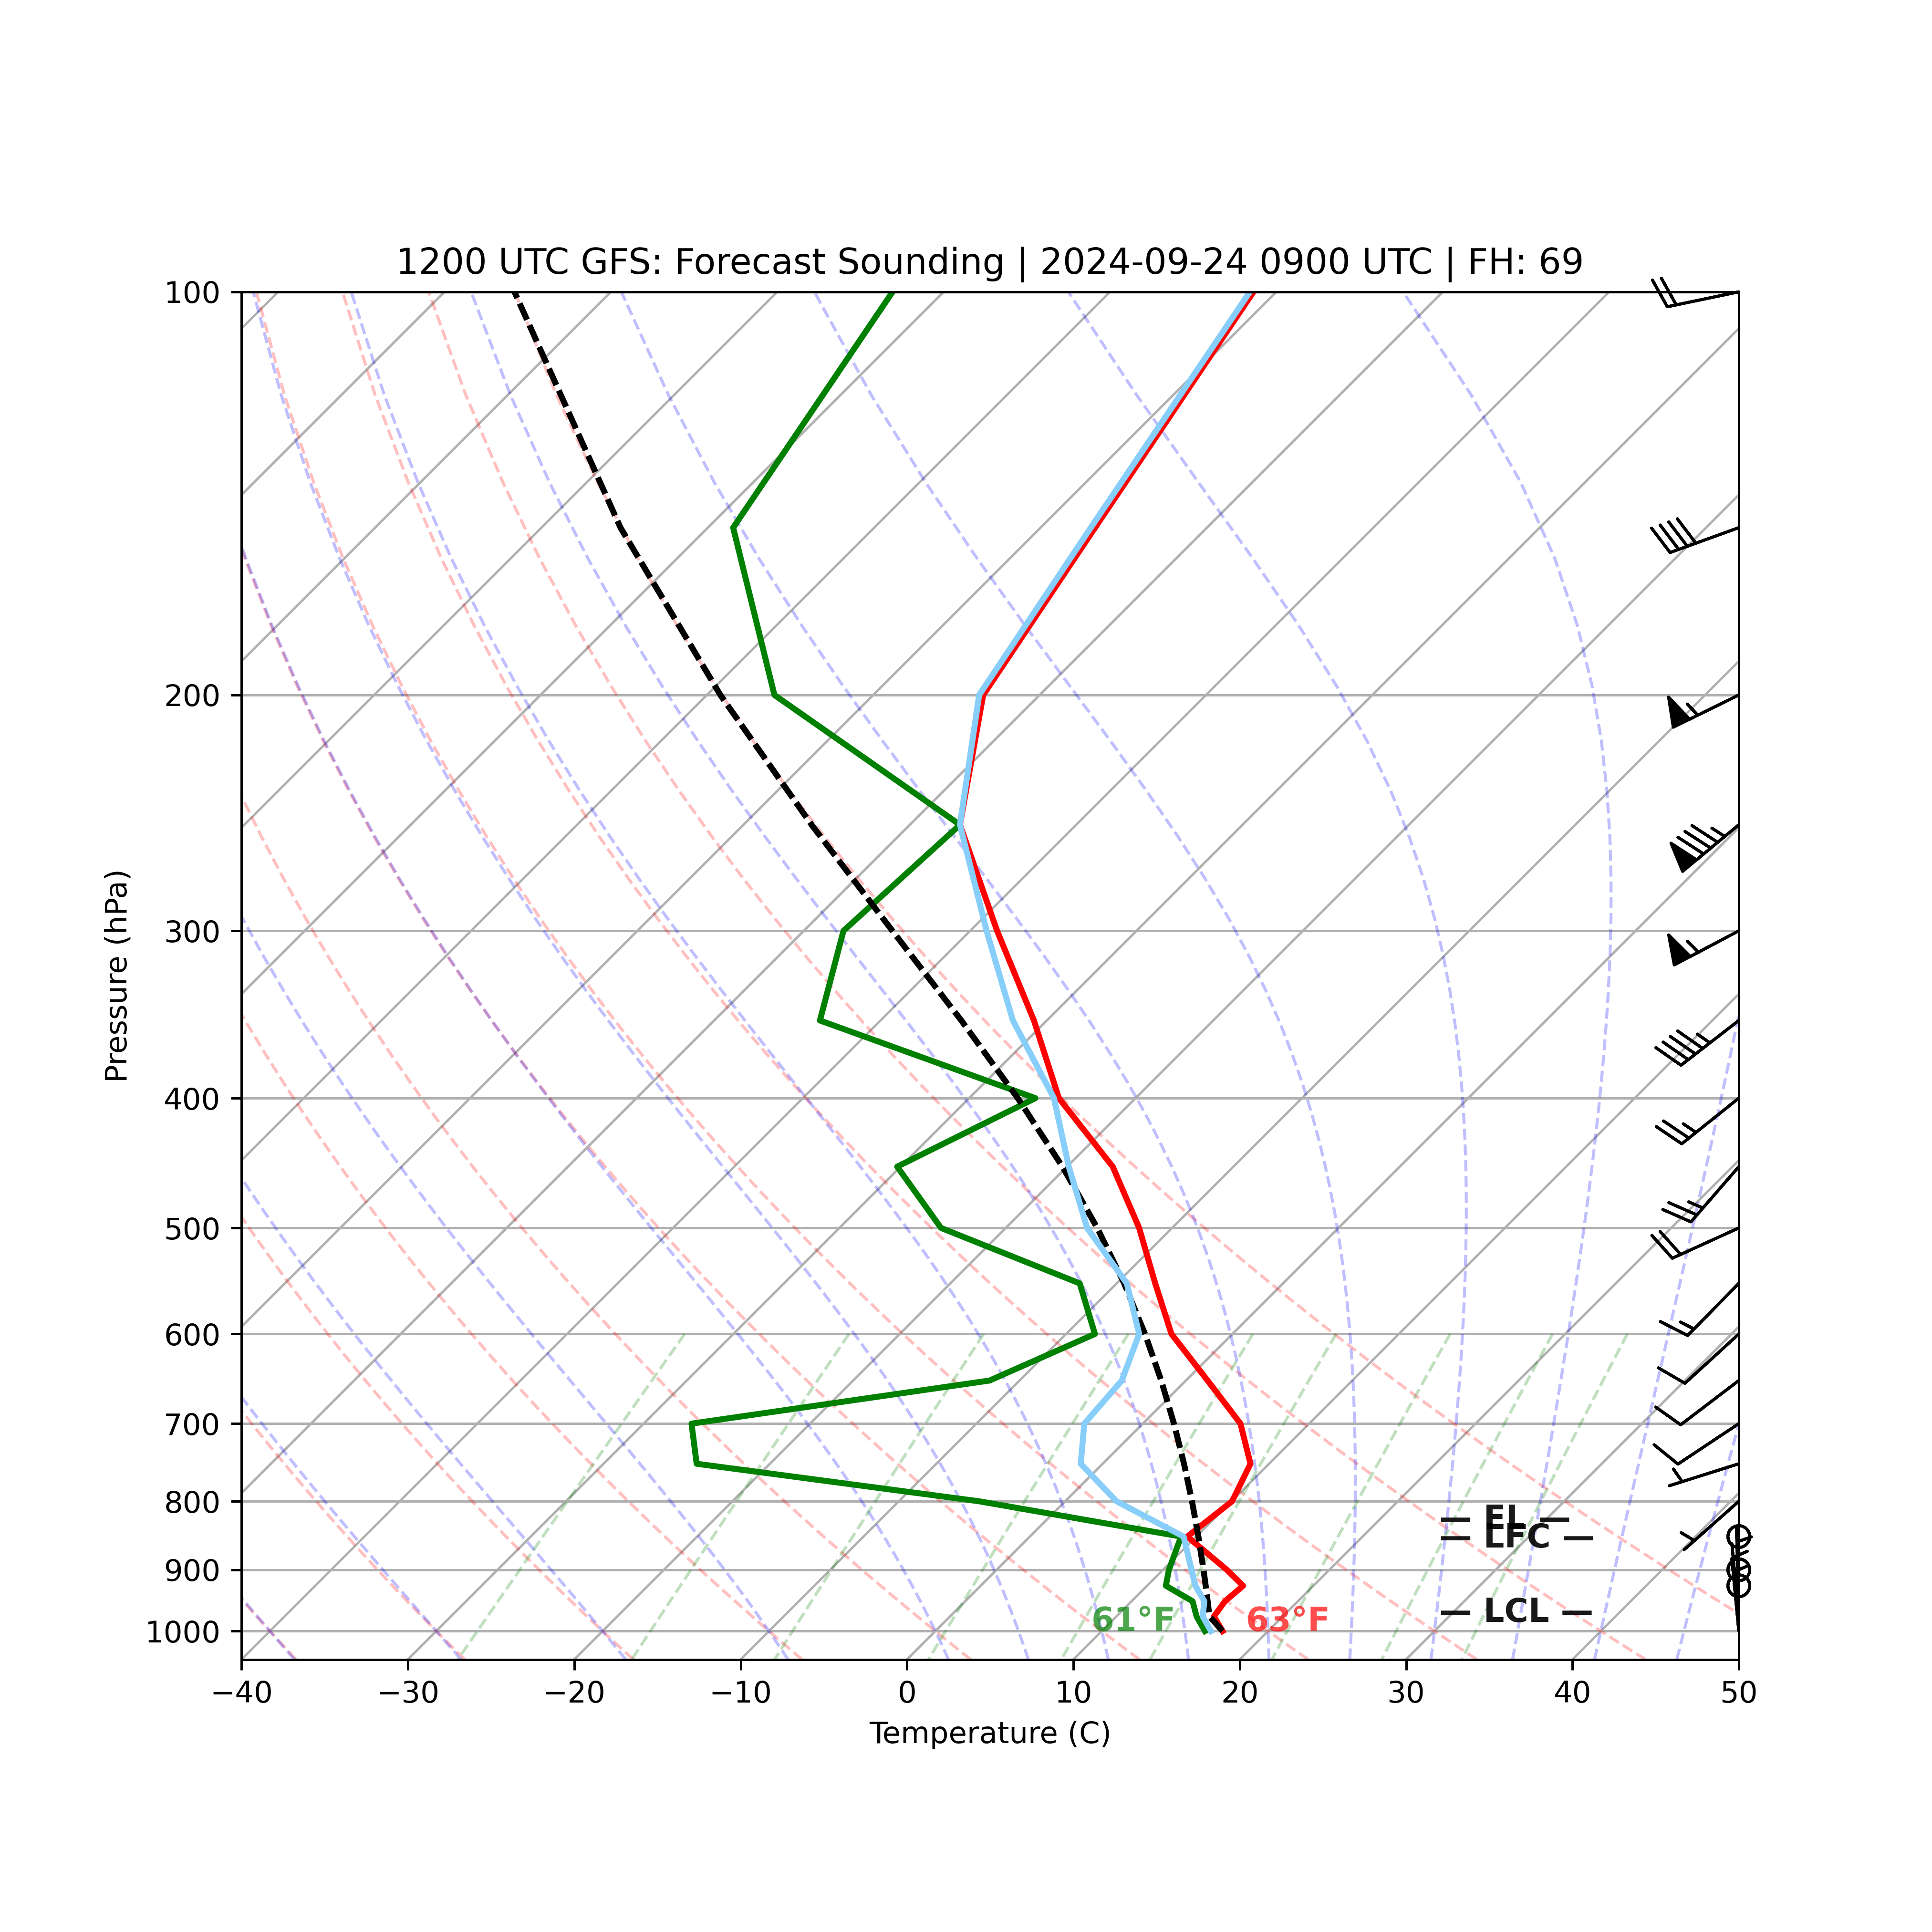 1200 UTC GFS: Forecast Sounding | 2024-09-24 0900 UTC | FH: 69
100
200
300
400
500
600
700
800
900
1000
Pressure (hPa)
— EL —
— LFC —
— LCL —
61°F
63°F
−40 −30 −20 −10 0 10 20 30 40 50
Temperature (C)